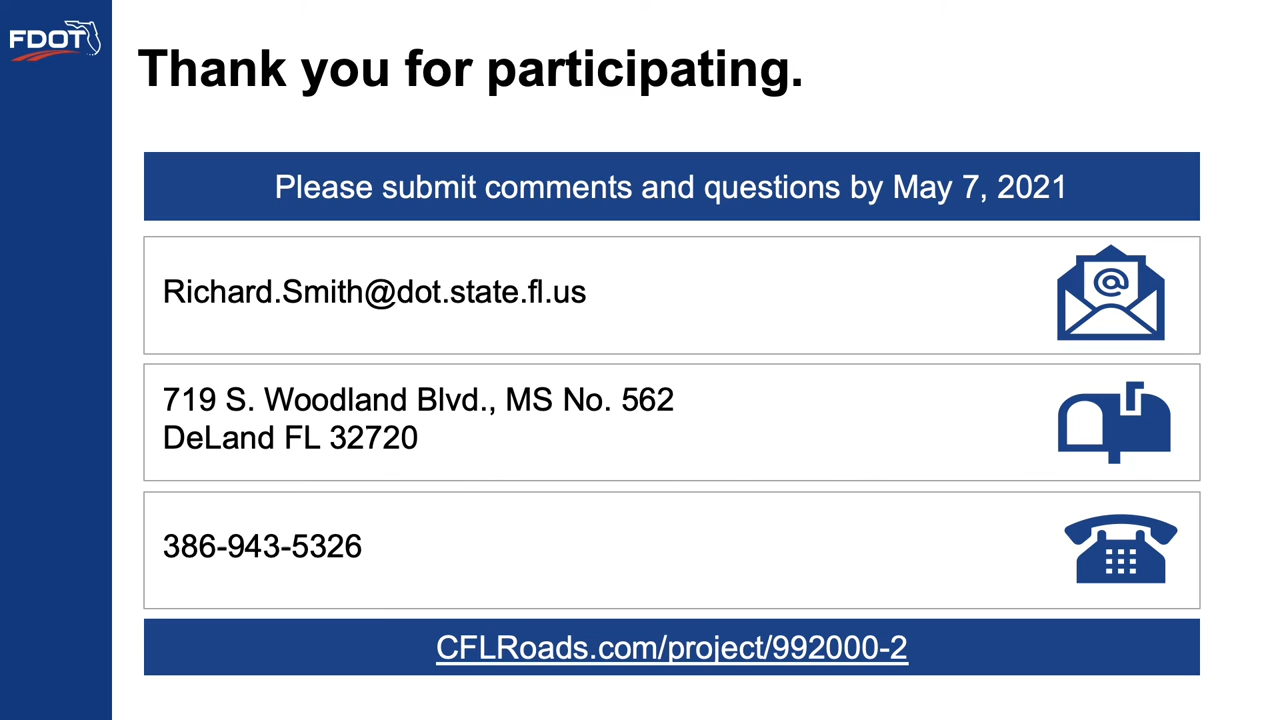 FDOT
Thank you for participating.
Please submit comments and questions by May 7, 2021
Richard.Smith@dot.state.fl.us
@
719 S. Woodland Blvd., MS No. 562
DeLand FL 32720
386-943-5326
CFLRoads.com/project/992000-2